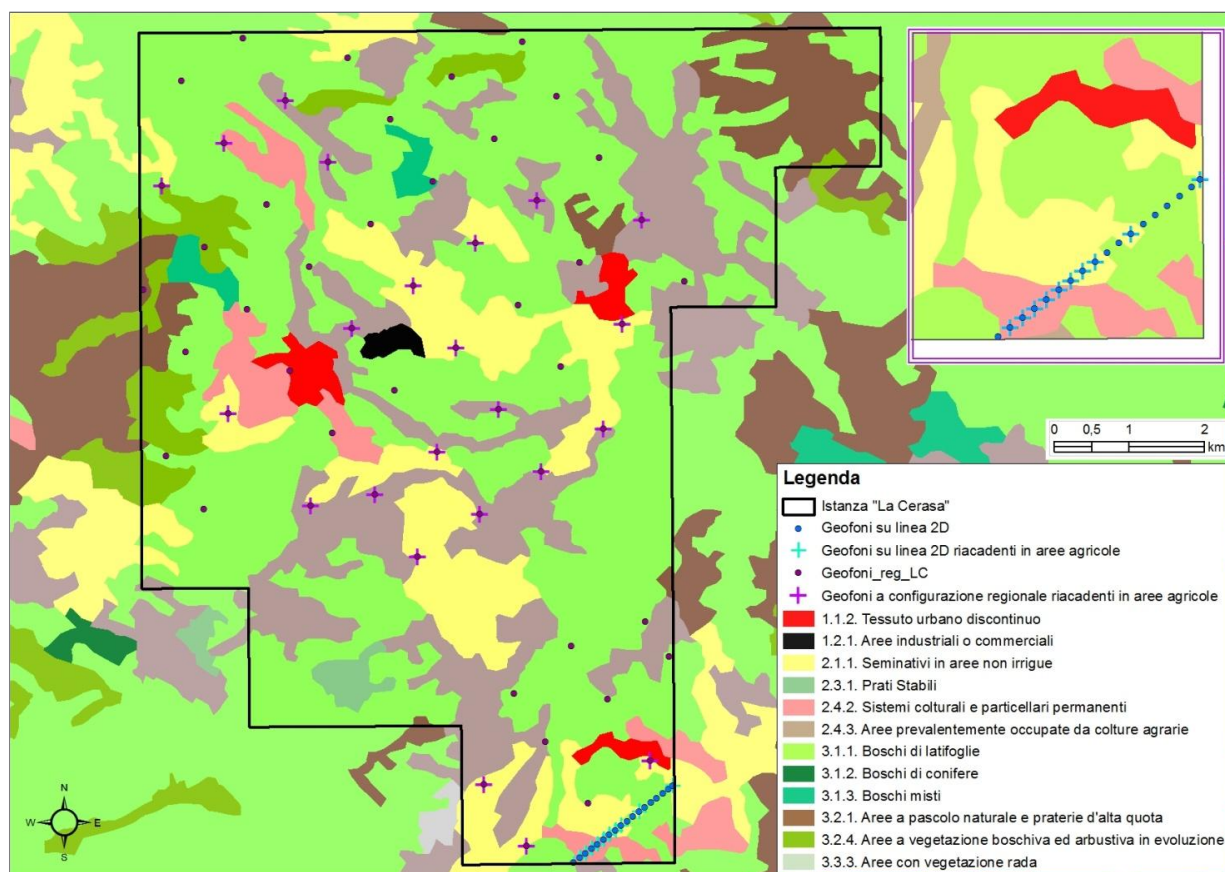 0 0,5 1 2
km
Legenda
Istanza "La Cerasa"
Geofoni su linea 2D
Geofoni su linea 2D riacadenti in aree agricole
Geofoni_reg_LC
Geofoni a configurazione regionale riacadenti in aree agricole
1.1.2. Tessuto urbano discontinuo
1.2.1. Aree industriali o commerciali
2.1.1. Seminativi in aree non irrigue
2.3.1. Prati Stabili
2.4.2. Sistemi colturali e particellari permanenti
2.4.3. Aree prevalentemente occupate da colture agrarie
3.1.1. Boschi di latifoglie
3.1.2. Boschi di conifere
3.1.3. Boschi misti
3.2.1. Aree a pascolo naturale e praterie d'alta quota
3.2.4. Aree a vegetazione boschiva ed arbustiva in evoluzione
3.3.3. Aree con vegetazione rada
N
W E
S